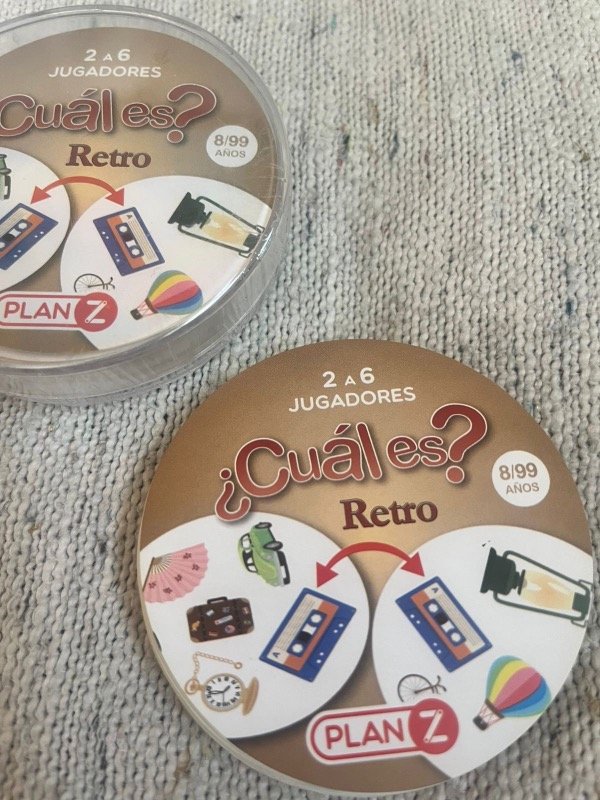 2 A 6
JUGADORES
Cuál es?
Retro
8/99
AÑOS
A
PLAN Z
2 A 6
JUGADORES
¿Cuál es?
Retro
8/99
AÑOS
A
A
PLAN Z